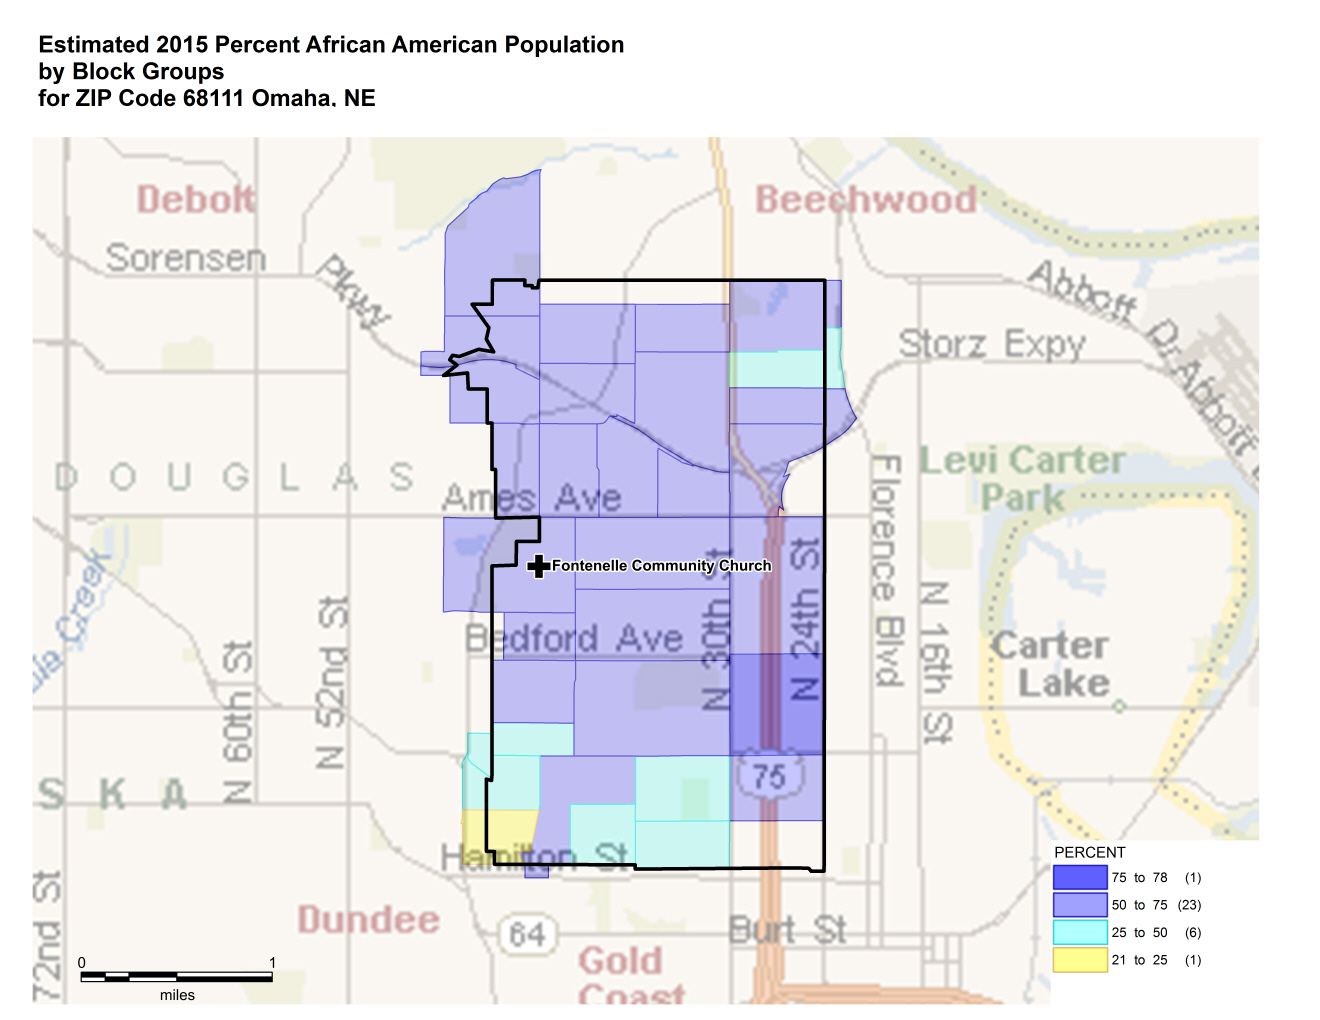 Estimated 2015 Percent African American Population
by Block Groups
for ZIP Code 68111 Omaha, NE
Debolt
Beechwood
Sorensen
Pkwy
Abbott Dr
Abbott
Storz Expy
DOUGLAS
Levi Carter
Park
Ames Ave
Florence Blvd
Fontenelle Community Church
N 30th St
N 24th St
N 16th St
Creek
Bedford Ave
Carter
Lake
N 60th St
N 52nd St
75
SKA
Hamilton St
72nd St
Dundee
64
Burt St
Gold
Coast
0 1
miles
PERCENT
75 to 78 (1)
50 to 75 (23)
25 to 50 (6)
21 to 25 (1)